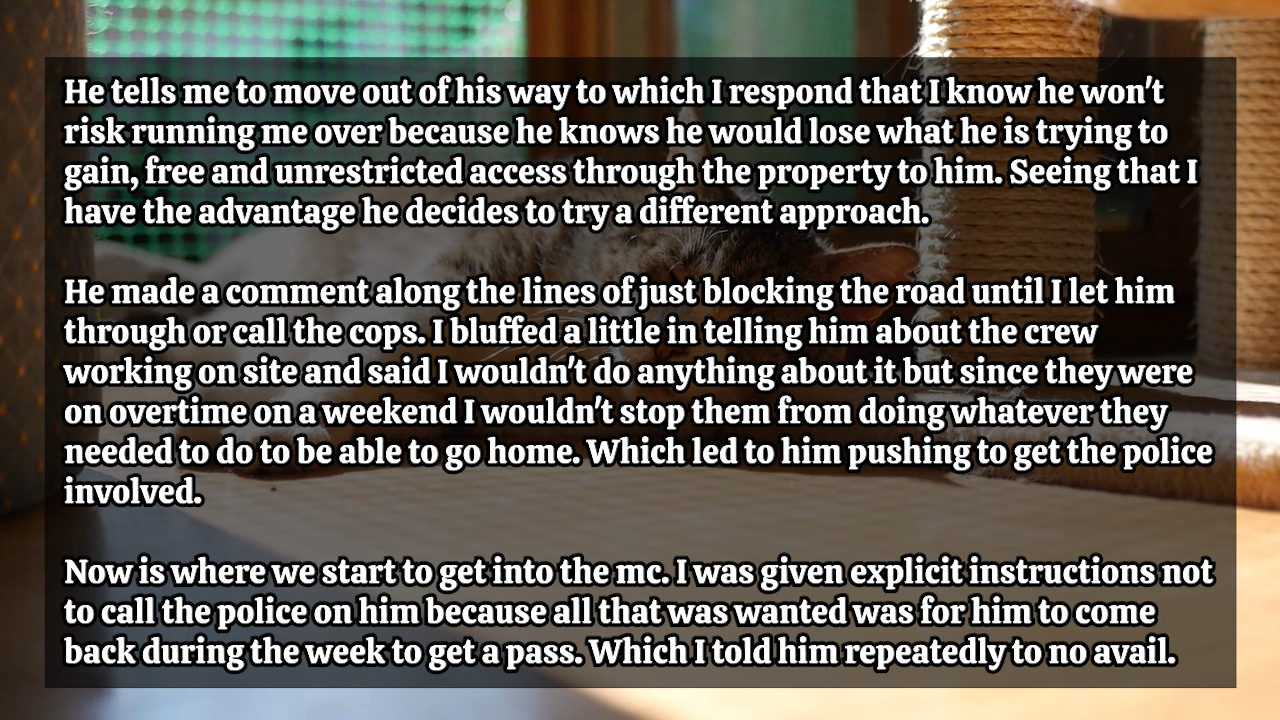 He tells me to move out of his way to which I respond that I know he won't
risk running me over because he knows he would lose what he is trying to
gain, free and unrestricted access through the property to him. Seeing that I
have the advantage he decides to try a different approach.
He made a comment along the lines of just blocking the road until I let him
through or call the cops. I bluffed a little in telling him about the crew
working on site and said I wouldn't do anything about it but since they were
on overtime on a weekend I wouldn't stop them from doing whatever they
needed to do to be able to go home. Which led to him pushing to get the police
involved.
Now is where we start to get into the mc. I was given explicit instructions not
to call the police on him because all that was wanted was for him to come
back during the week to get a pass. Which I told him repeatedly to no avail.